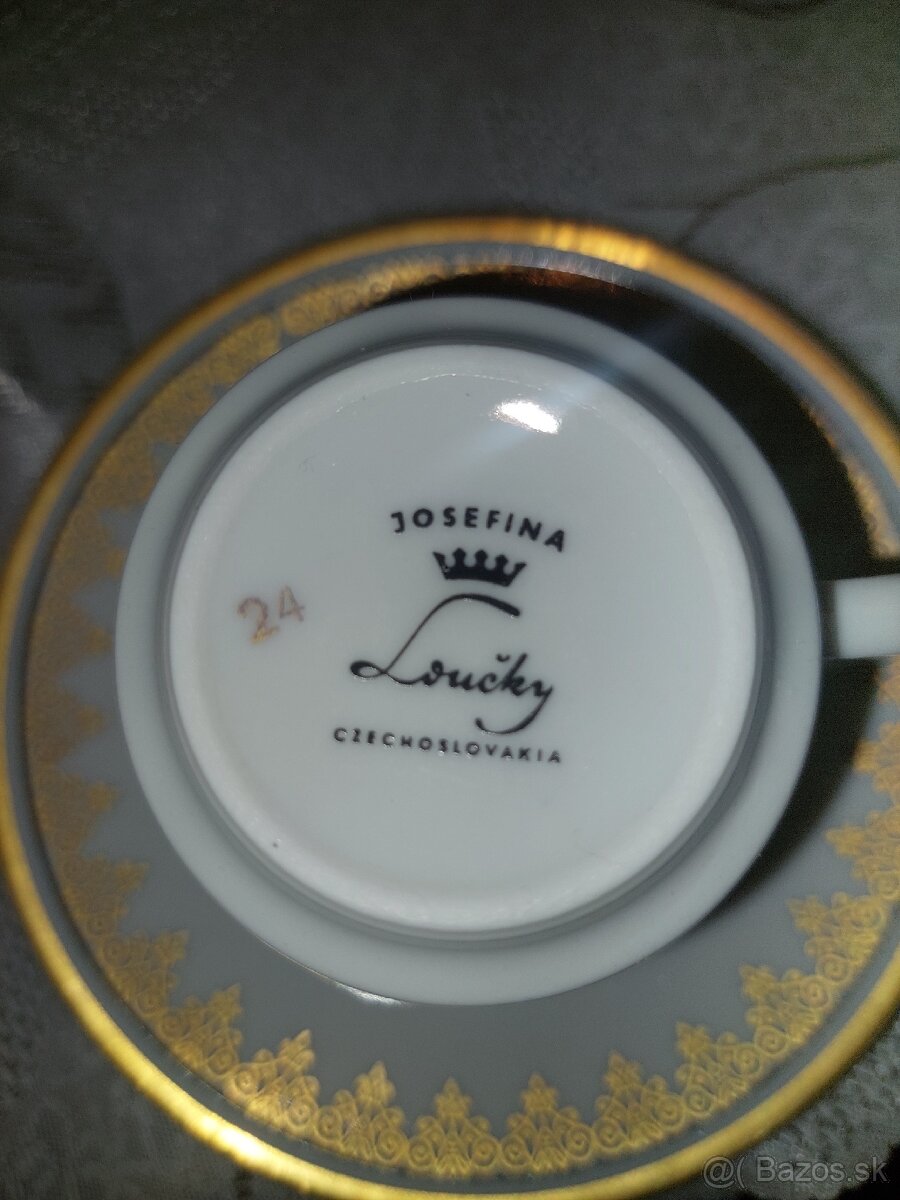 JOSEFINA
24
Loučky
CZECHOSLOVAKIA
@( Bazos.sk